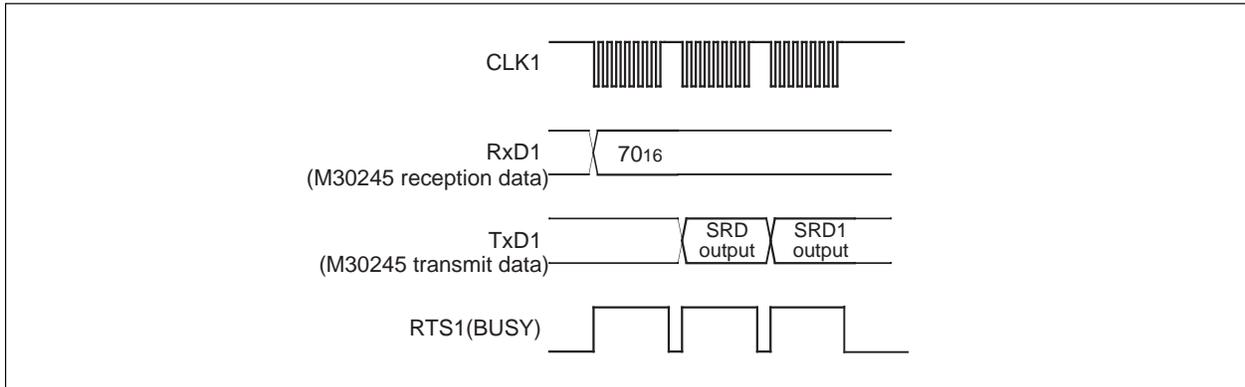 CLK1
RxD1
(M30245 reception data)
7016
TxD1
(M30245 transmit data)
SRD
output
SRD1
output
RTS1(BUSY)